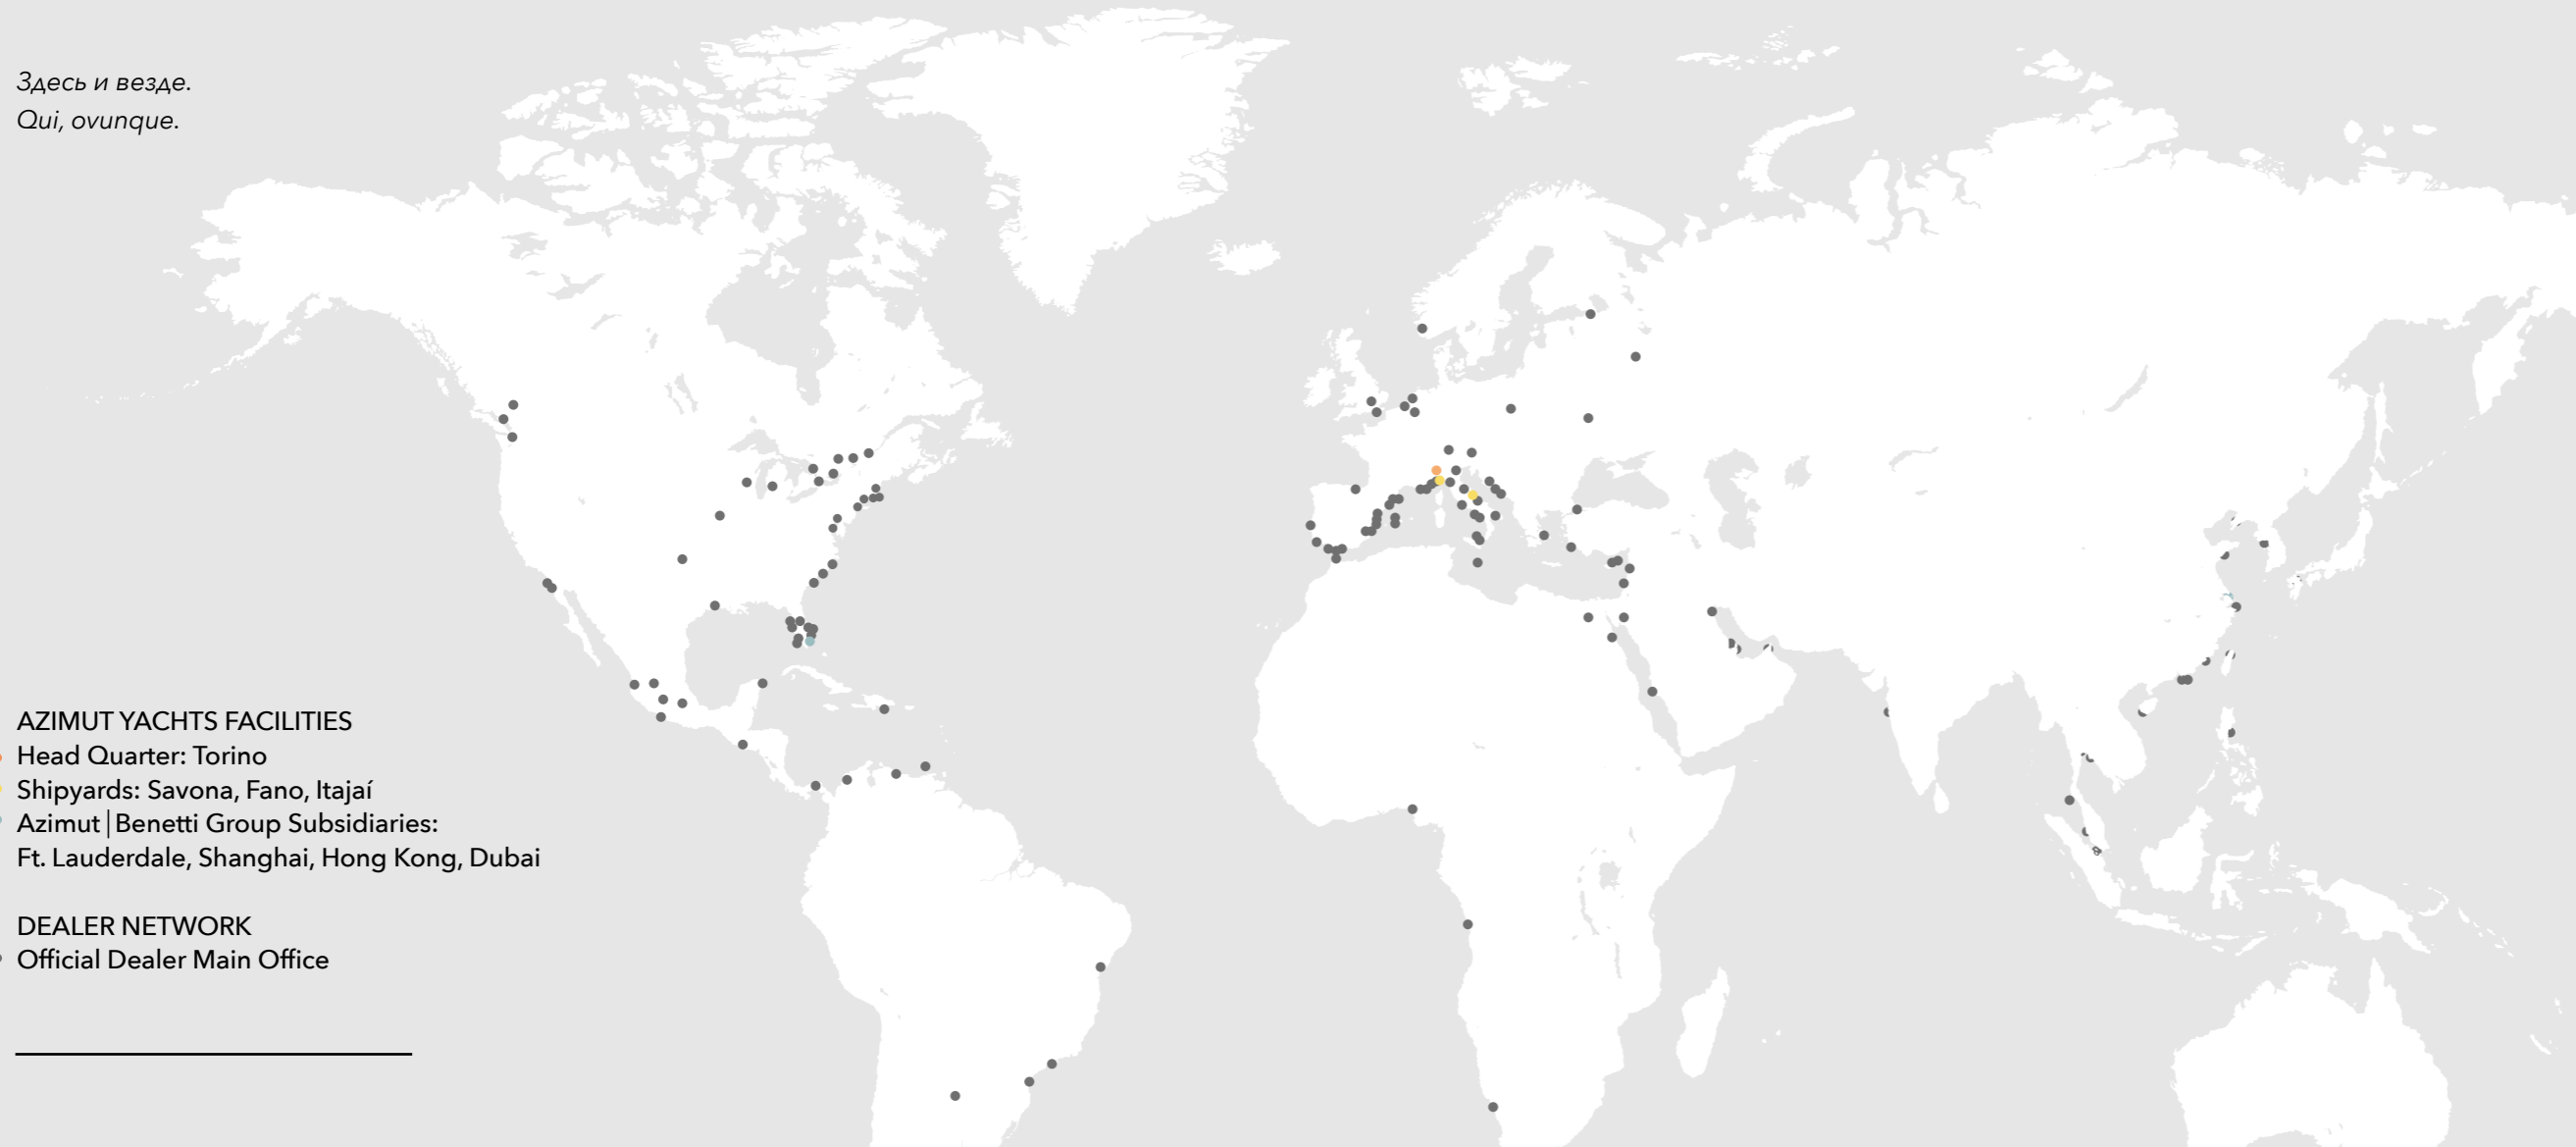 Здесь и везде.
Qui, ovunque.
AZIMUT YACHTS FACILITIES
Head Quarter: Torino
Shipyards: Savona, Fano, Itajaí
Azimut|Benetti Group Subsidiaries:
Ft. Lauderdale, Shanghai, Hong Kong, Dubai
DEALER NETWORK
Official Dealer Main Office